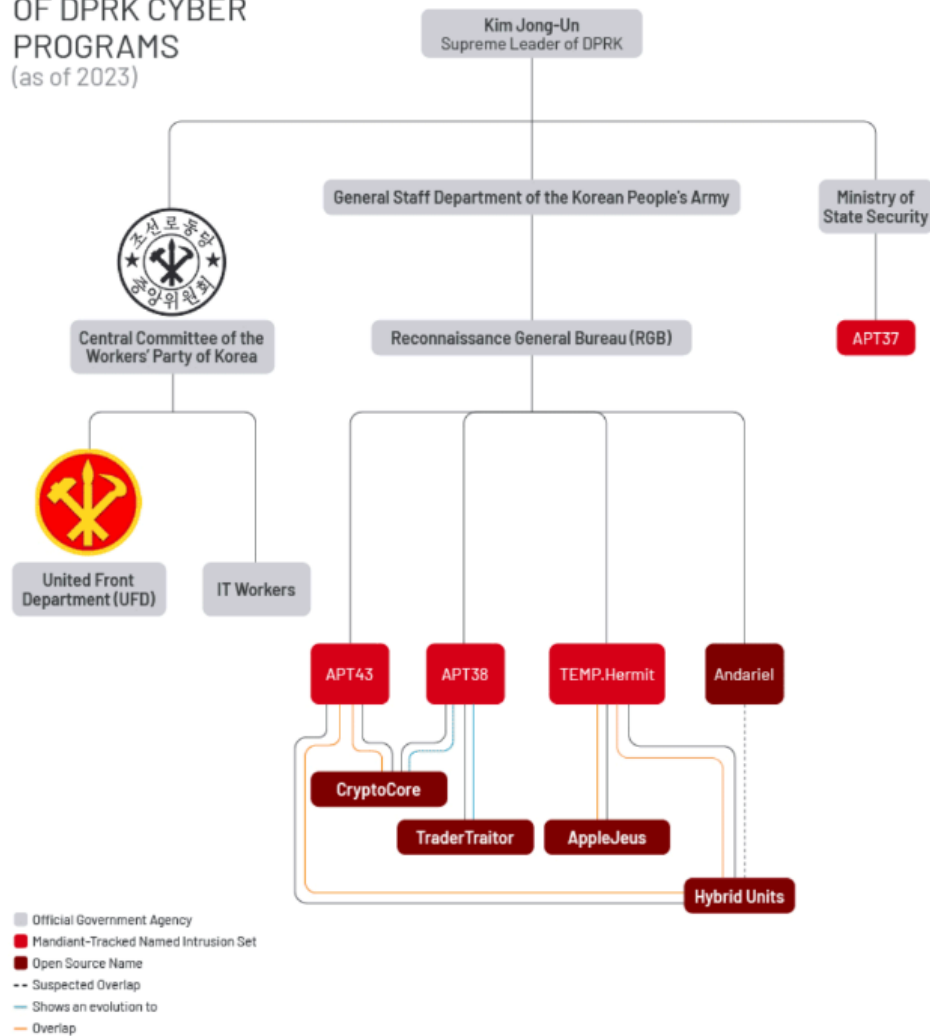 OF DPRK CYBER
PROGRAMS
(as of 2023)
Kim Jong-Un
Supreme Leader of DPRK
General Staff Department of the Korean People's Army
Ministry of
State Security
조선로동당
중앙위원회
Central Committee of the
Workers' Party of Korea
Reconnaissance General Bureau (RGB)
APT37
United Front
Department (UFD)
IT Workers
APT43
APT38
TEMP.Hermit
Andariel
CryptoCore
TraderTraitor
AppleJeus
Hybrid Units
Official Government Agency
Mandiant-Tracked Named Intrusion Set
Open Source Name
Suspected Overlap
Shows an evolution to
Overlap